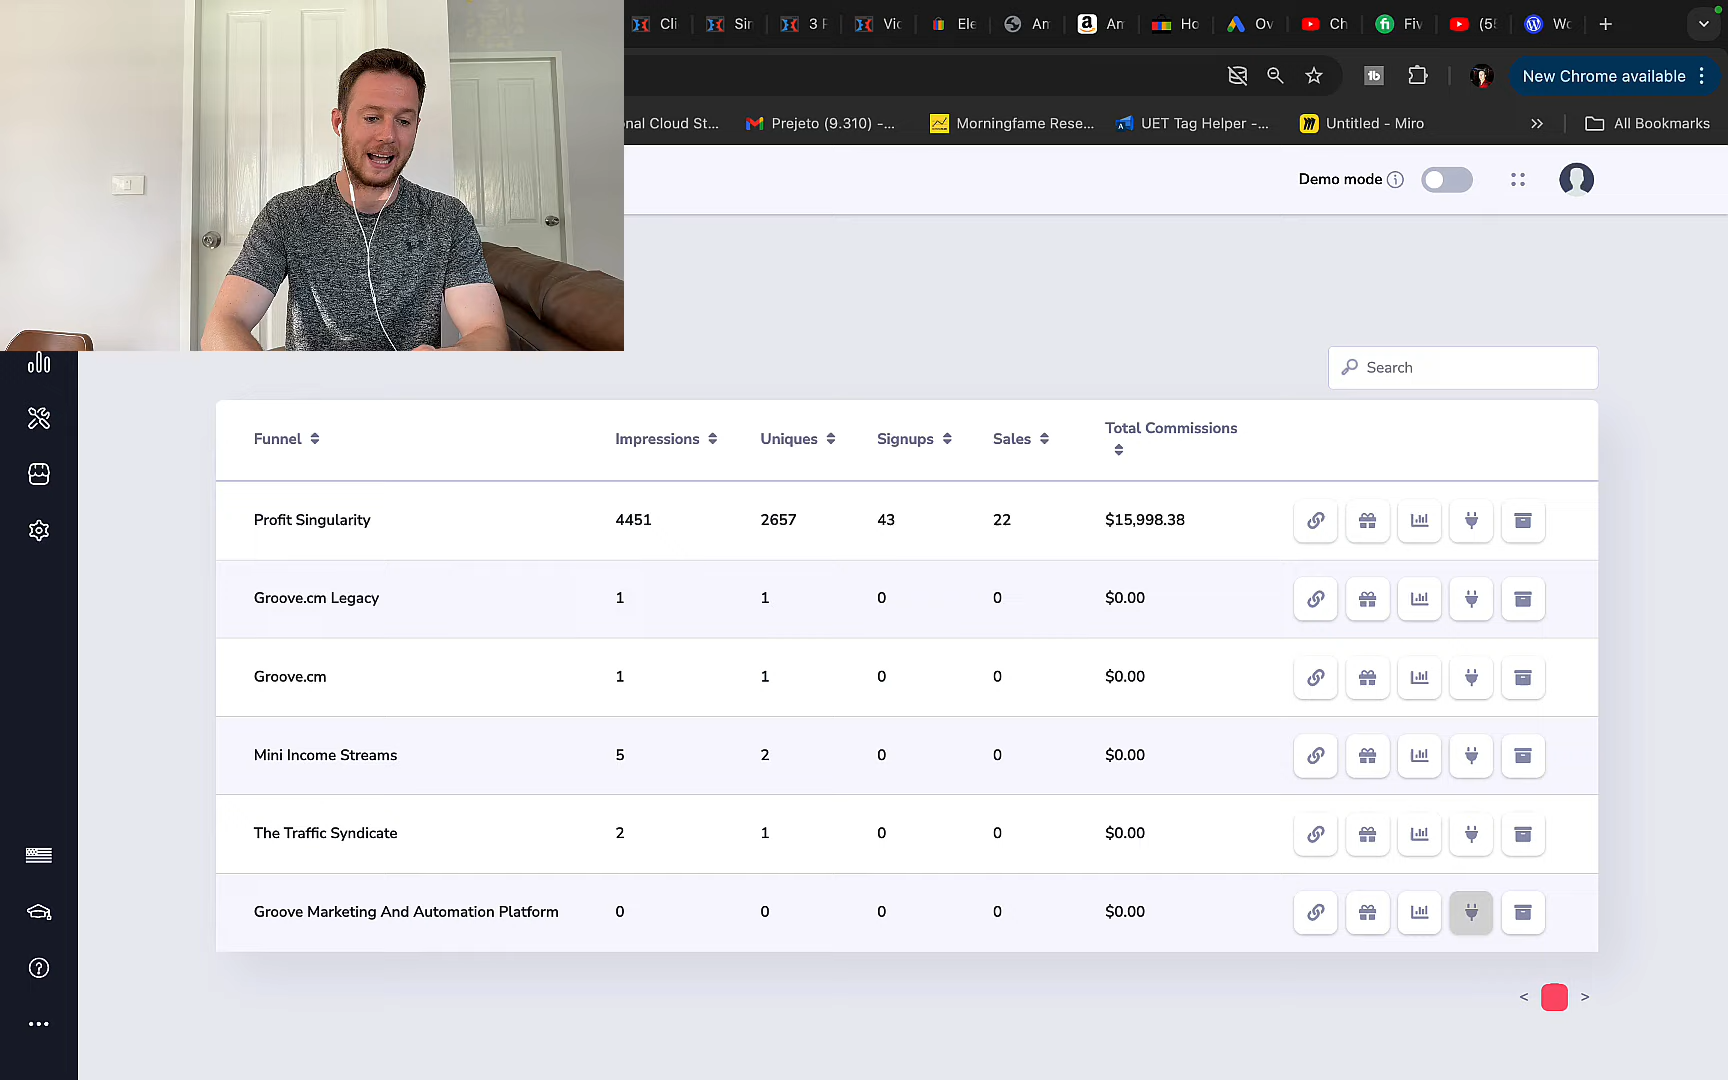 Cli
Sir
3 F
Vic
Ele
An
An
Ho
Ov
Ch
Fiv
(5
Wc
New Chrome available
onal Cloud St...
Prejeto (9.310) -...
Morningfame Rese...
UET Tag Helper -...
Untitled - Miro
All Bookmarks
Demo mode
Search
Funnel Impressions Uniques Signups Sales Total Commissions
Profit Singularity 4451 2657 43 22 $15,998.38
Groove.cm Legacy 1 1 0 0 $0.00
Groove.cm 1 1 0 0 $0.00
Mini Income Streams 5 2 0 0 $0.00
The Traffic Syndicate 2 1 0 0 $0.00
Groove Marketing And Automation Platform 0 0 0 0 $0.00